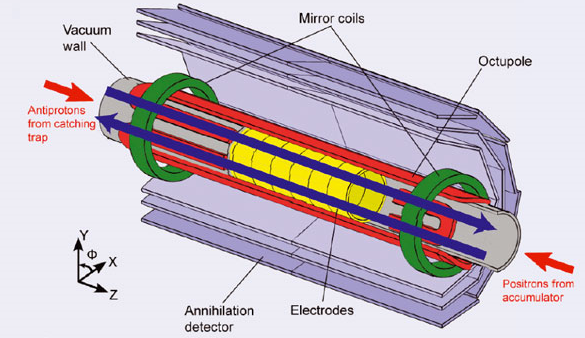 Mirror coils
Vacuum
wall
Octupole
Antiprotons
from catching
trap
Y
Φ
X
Z
Positrons from
accumulator
Annihilation
detector
Electrodes